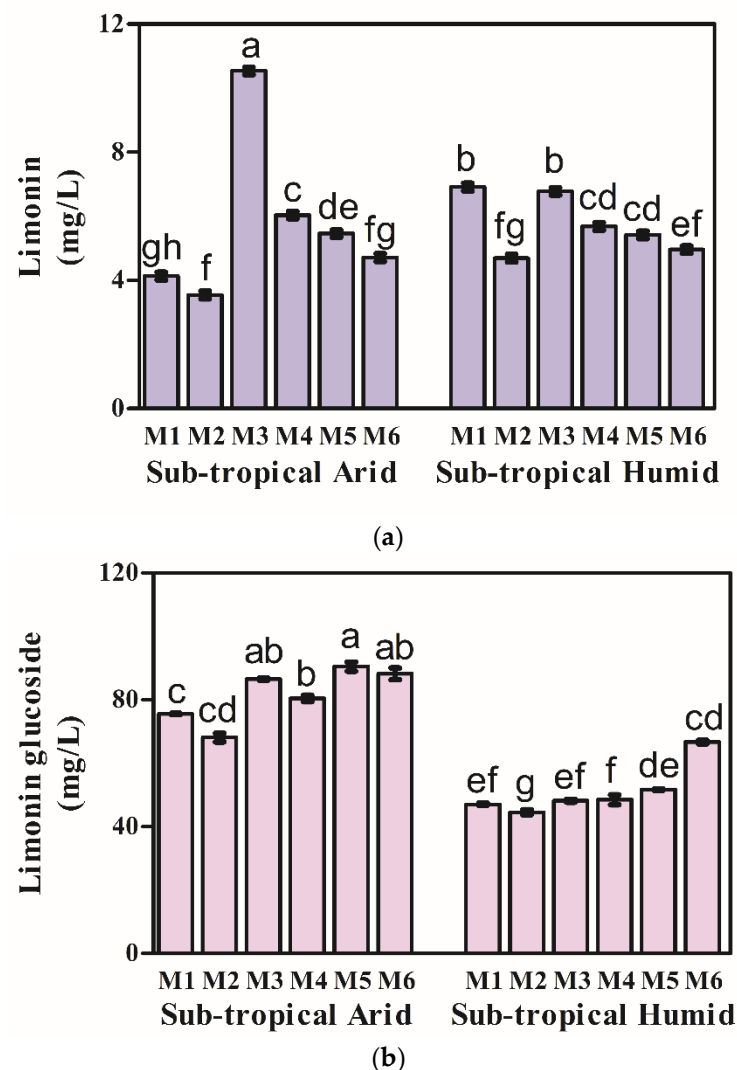 12
8
4
0
Limonin
(mg/L)
gh f a c de fg b fg b cd cd ef
M1 M2 M3 M4 M5 M6 M1 M2 M3 M4 M5 M6
Sub-tropical Arid Sub-tropical Humid
(a)
120
80
40
0
Limonin glucoside
(mg/L)
c cd ab b a ab ef g ef f de cd
M1 M2 M3 M4 M5 M6 M1 M2 M3 M4 M5 M6
Sub-tropical Arid Sub-tropical Humid
(b)